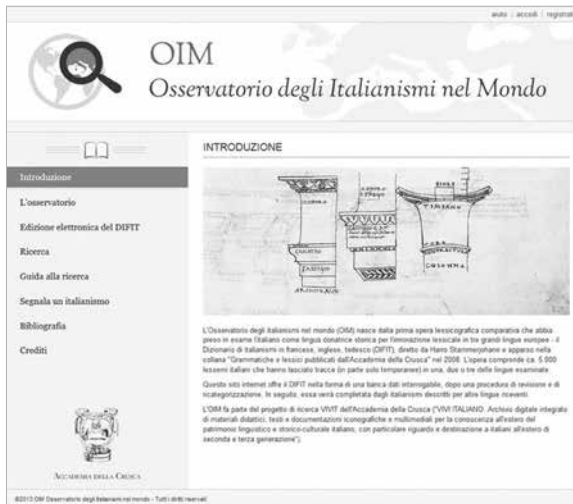 aiuto | accedi | registrati
OIM
Osservatorio degli Italianismi nel Mondo
Introduzione
L'osservatorio
Edizione elettronica del DIFIT
Ricerca
Guida alla ricerca
Segnala un italianismo
Bibliografia
Crediti
ACCADEMIA DELLA CRUSCA
INTRODUZIONE
L'Osservatorio degli italianismi nel mondo (OIM) nasce dalla prima opera lessicografica comparativa che abbia
preso in esame l'italiano come lingua donatrice storica per l'innovazione lessicale in tre grandi lingue europee - il
Dizionario di italianismi in francese, inglese, tedesco (DIFIT), diretto da Harro Stammerjohann e apparso nella
collana "Grammatiche e lessici pubblicati dall'Accademia della Crusca" nel 2008. L'opera comprende ca. 5.000
lessemi italiani che hanno lasciato tracce (in parte solo temporanee) in una, due o tre delle lingue esaminate.
Questo sito internet offre il DIFIT nella forma di una banca dati interrogabile, dopo una procedura di revisione e di
ricategorizzazione. In seguito, essa verrà completata dagli italianismi descritti per altre lingue riceventi.
L'OIM fa parte del progetto di ricerca VIVIT dell'Accademia della Crusca ("VIVI ITALIANO. Archivio digitale integrato
di materiali didattici, testi e documentazioni iconografiche e multimediali per la conoscenza all'estero del
patrimonio linguistico e storico-culturale italiano, con particolare riguardo e destinazione a italiani all'estero di
seconda e terza generazione").
©2013 OIM Osservatorio degli Italianismi nel mondo - Tutti i diritti riservati